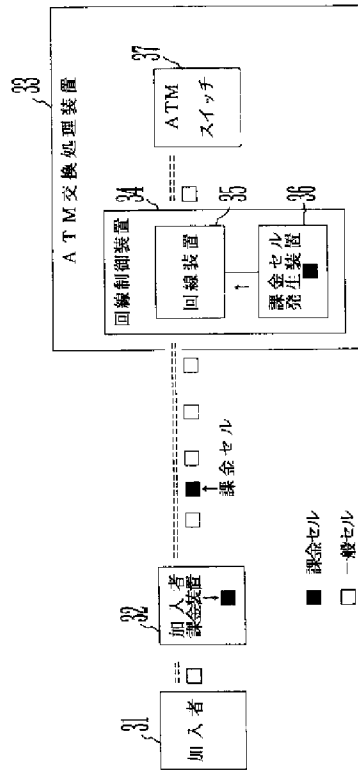 33
ATM交換処理装置
34
回線制御装置
35
回線装置
36
課金セル
発生装置
37
ATM
スイッチ
31
加入者
32
加入者
課金装置
課金セル
■ 課金セル
□ 一般セル